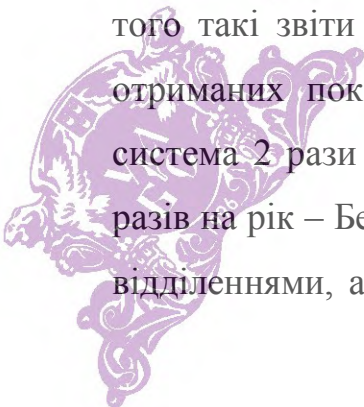 того такі звіти
отриманих пок
система 2 рази
разів на рік – Бе
відділеннями, а